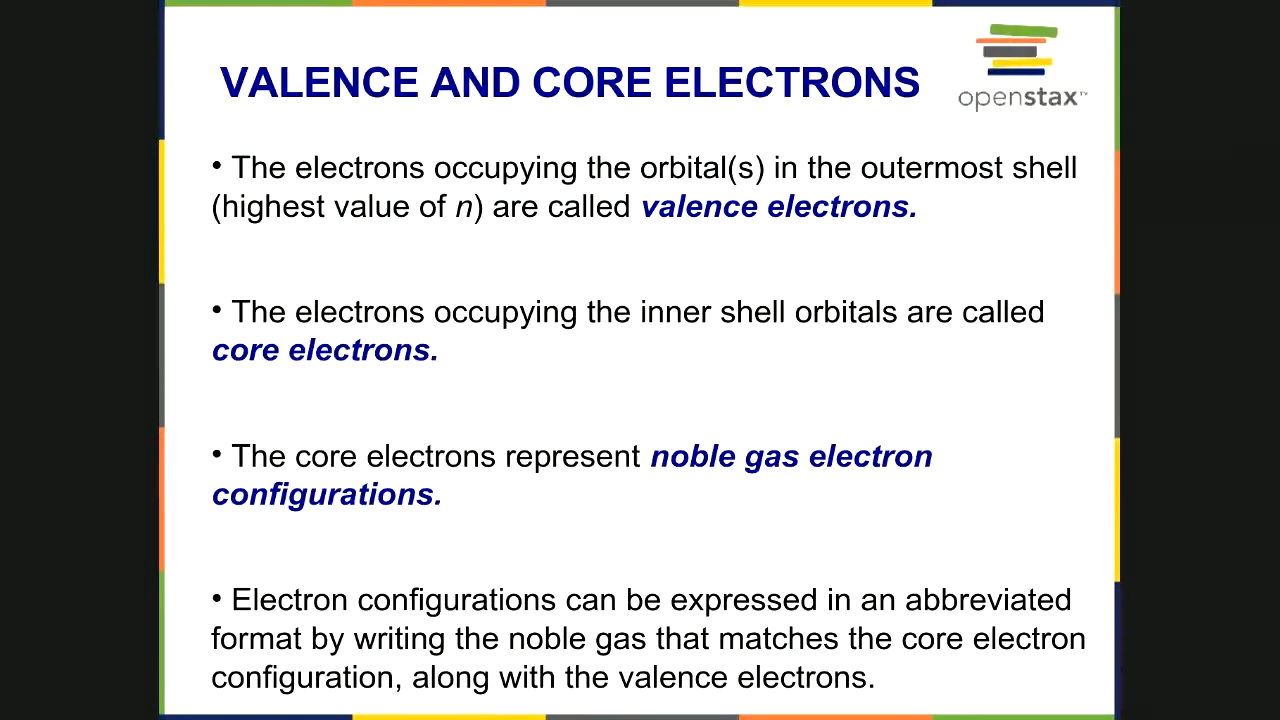 VALENCE AND CORE ELECTRONS
openstax™
• The electrons occupying the orbital(s) in the outermost shell
(highest value of n) are called valence electrons.
• The electrons occupying the inner shell orbitals are called
core electrons.
• The core electrons represent noble gas electron
configurations.
• Electron configurations can be expressed in an abbreviated
format by writing the noble gas that matches the core electron
configuration, along with the valence electrons.